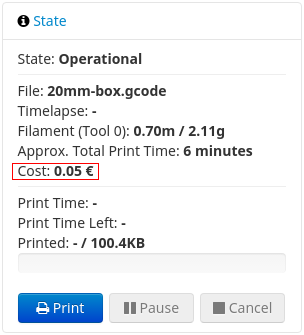 State
State: Operational
File: 20mm-box.gcode
Timelapse: -
Filament (Tool 0): 0.70m / 2.11g
Approx. Total Print Time: 6 minutes
Cost: 0.05 €
Print Time: -
Print Time Left: -
Printed: - / 100.4KB
Print Pause Cancel